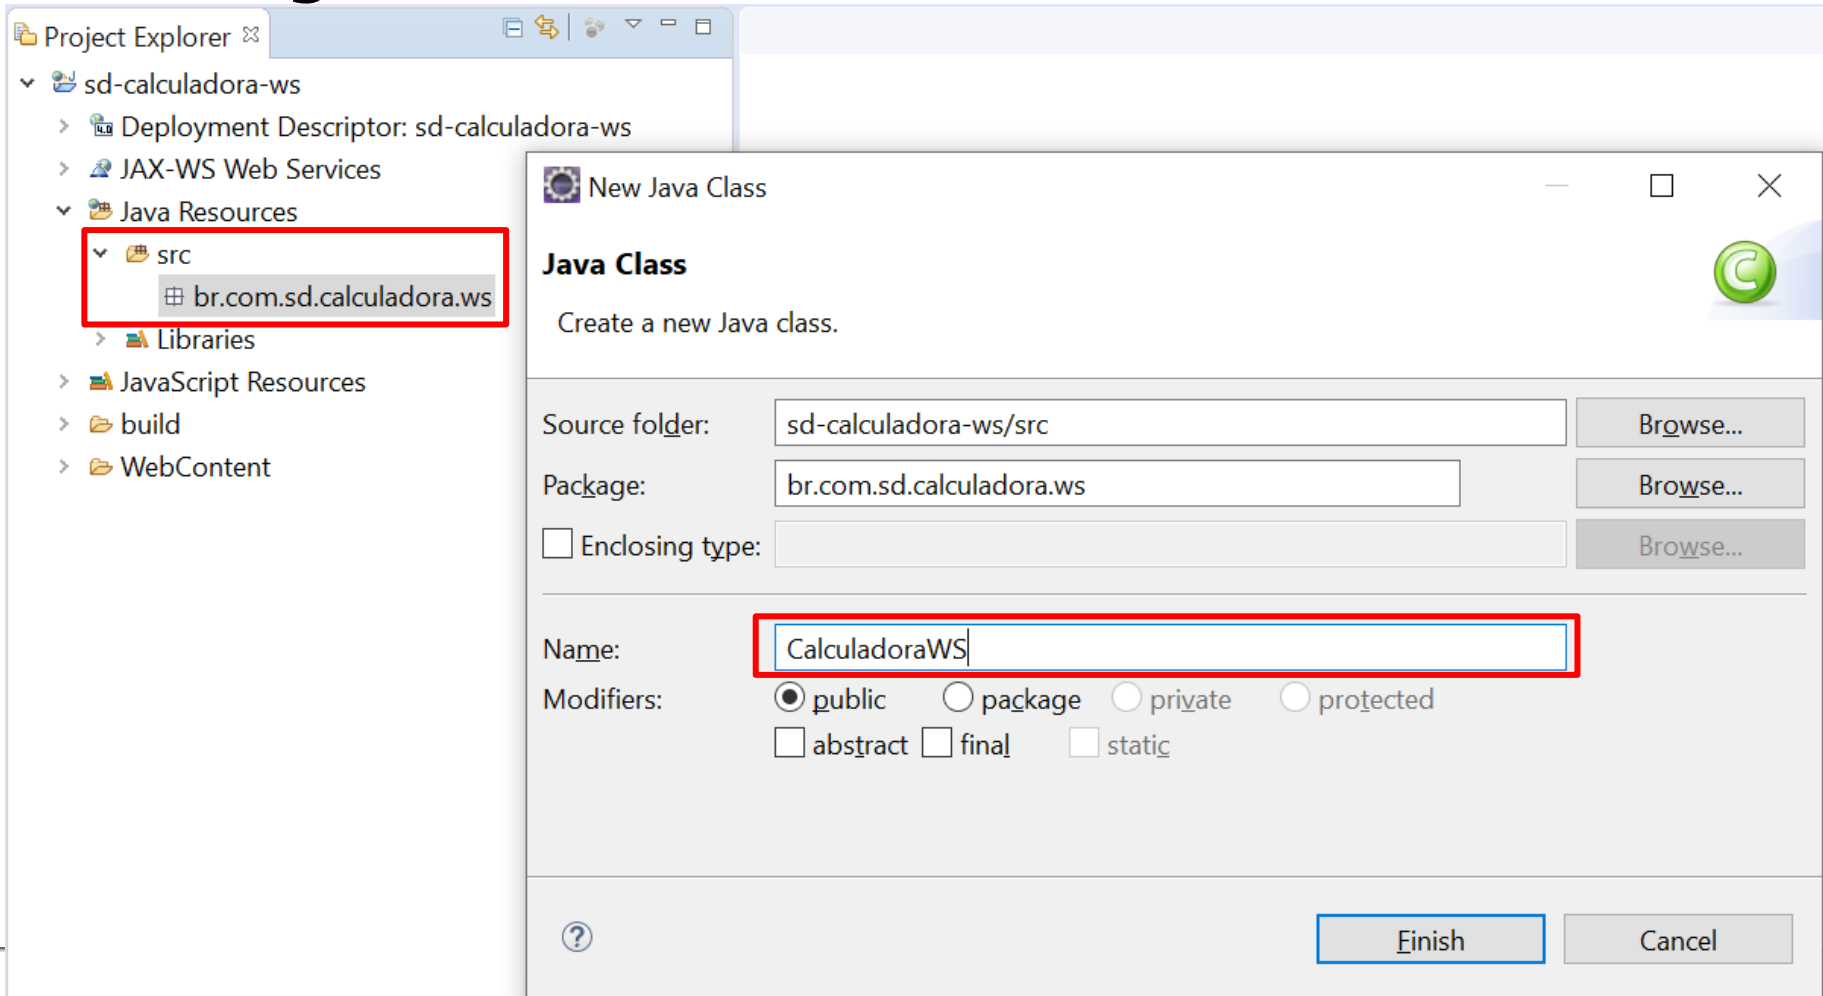 Project Explorer
sd-calculadora-ws
4.0 Deployment Descriptor: sd-calculadora-ws
JAX-WS Web Services
Java Resources
src
br.com.sd.calculadora.ws
Libraries
JavaScript Resources
build
WebContent
New Java Class
Java Class
C
Create a new Java class.
Source folder: sd-calculadora-ws/src Browse...
Package: br.com.sd.calculadora.ws Browse...
Enclosing type: Browse...
Name: CalculadoraWS
Modifiers: public package private protected
abstract final static
? Finish Cancel